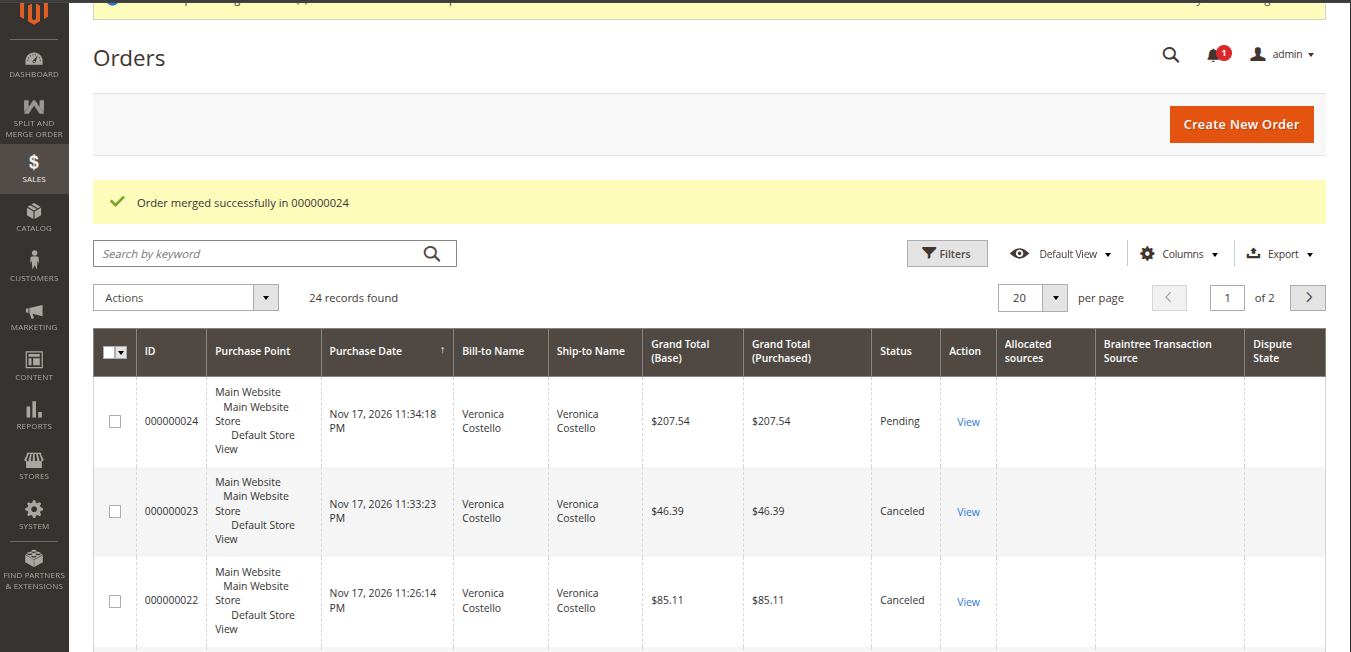 Orders
1
admin
Create New Order
Order merged successfully in 000000024
Search by keyword
Filters
Default View
Columns
Export
Actions
24 records found
20
per page
1
of 2
DASHBOARD
SPLIT AND
MERGE ORDER
SALES
CATALOG
CUSTOMERS
MARKETING
CONTENT
REPORTS
STORES
SYSTEM
FIND PARTNERS
& EXTENSIONS
ID
Purchase Point
Purchase Date ↑
Bill-to Name
Ship-to Name
Grand Total
(Base)
Grand Total
(Purchased)
Status
Action
Allocated
sources
Braintree Transaction
Source
Dispute
State
000000024
Main Website
Main Website
Store
Default Store
View
Nov 17, 2026 11:34:18
PM
Veronica
Costello
Veronica
Costello
$207.54
$207.54
Pending
View
000000023
Main Website
Main Website
Store
Default Store
View
Nov 17, 2026 11:33:23
PM
Veronica
Costello
Veronica
Costello
$46.39
$46.39
Canceled
View
000000022
Main Website
Main Website
Store
Default Store
View
Nov 17, 2026 11:26:14
PM
Veronica
Costello
Veronica
Costello
$85.11
$85.11
Canceled
View